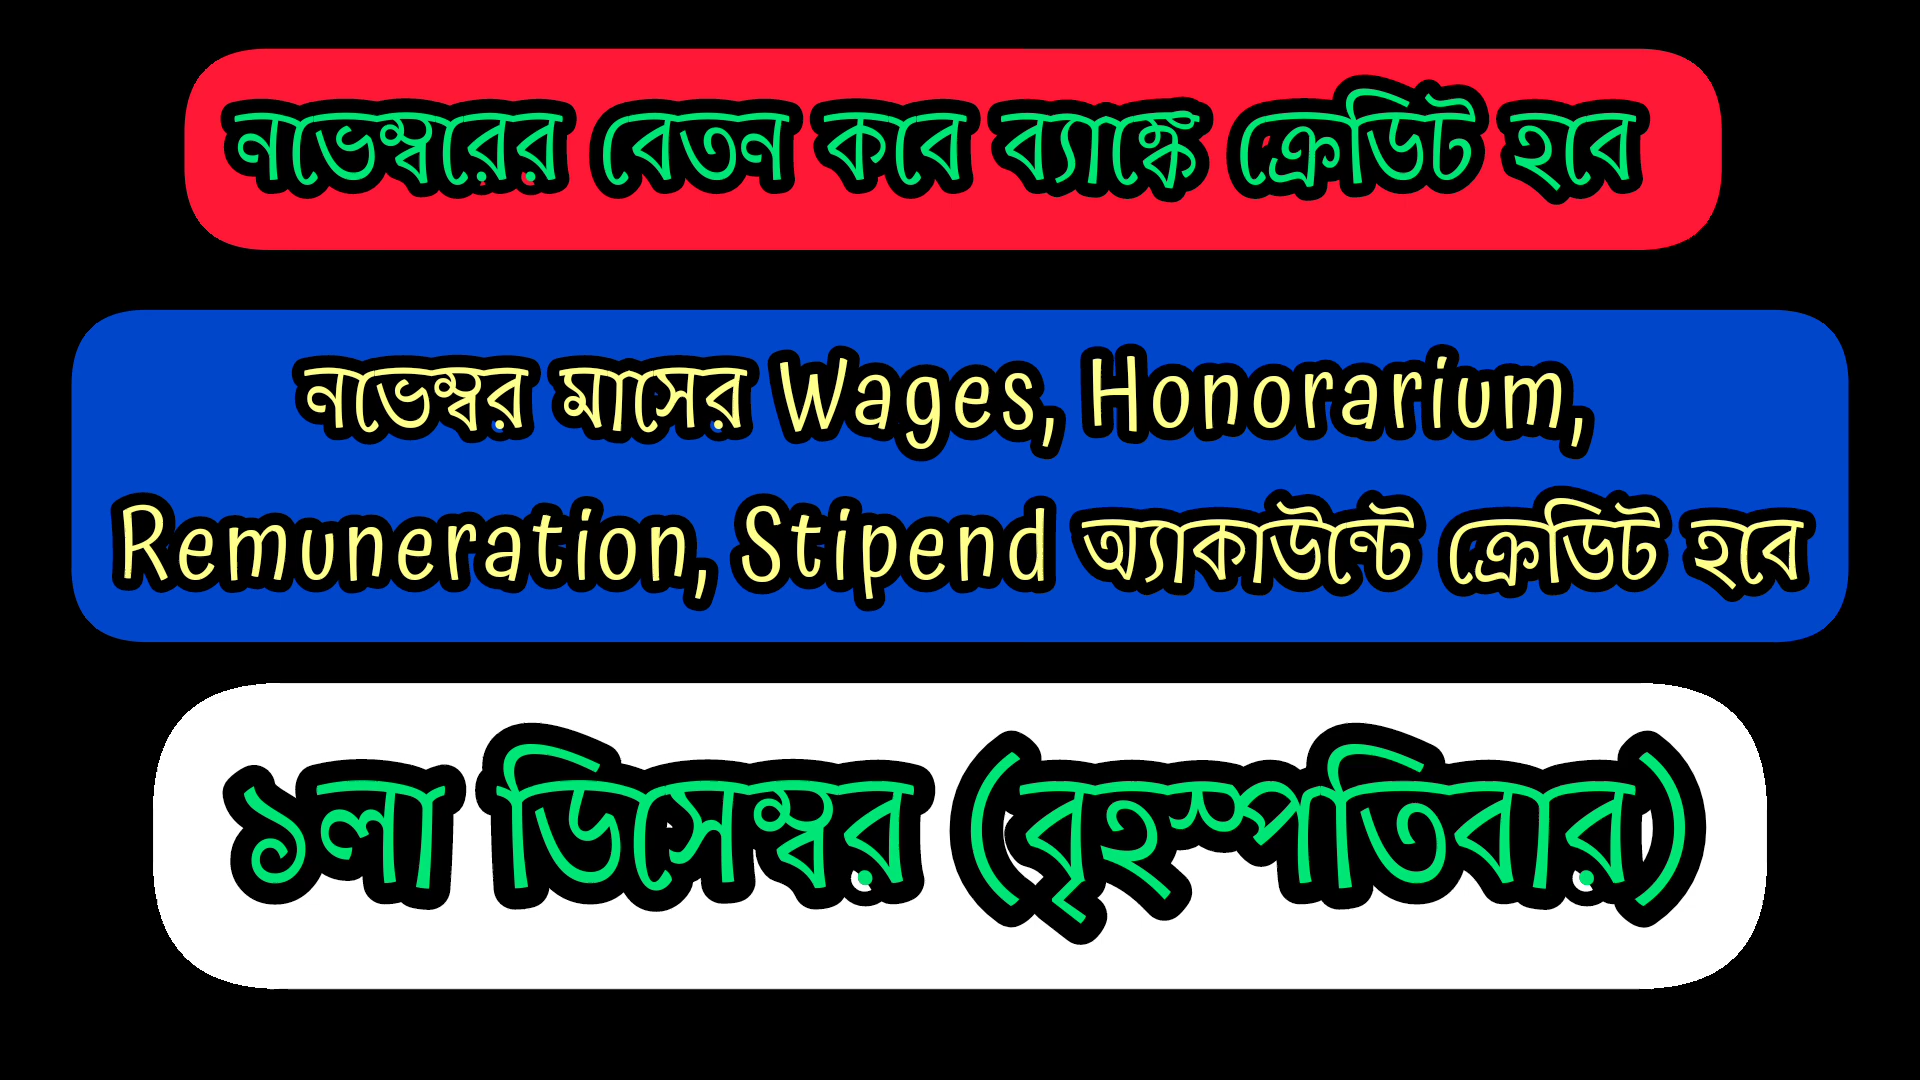 নভেম্বরের বেতন কবে ব্যাঙ্কে ক্রেডিট হবে
নভেম্বর মাসের Wages, Honorarium,
Remuneration, Stipend অ্যাকাউন্টে ক্রেডিট হবে
১লা ডিসেম্বর (বৃহস্পতিবার)